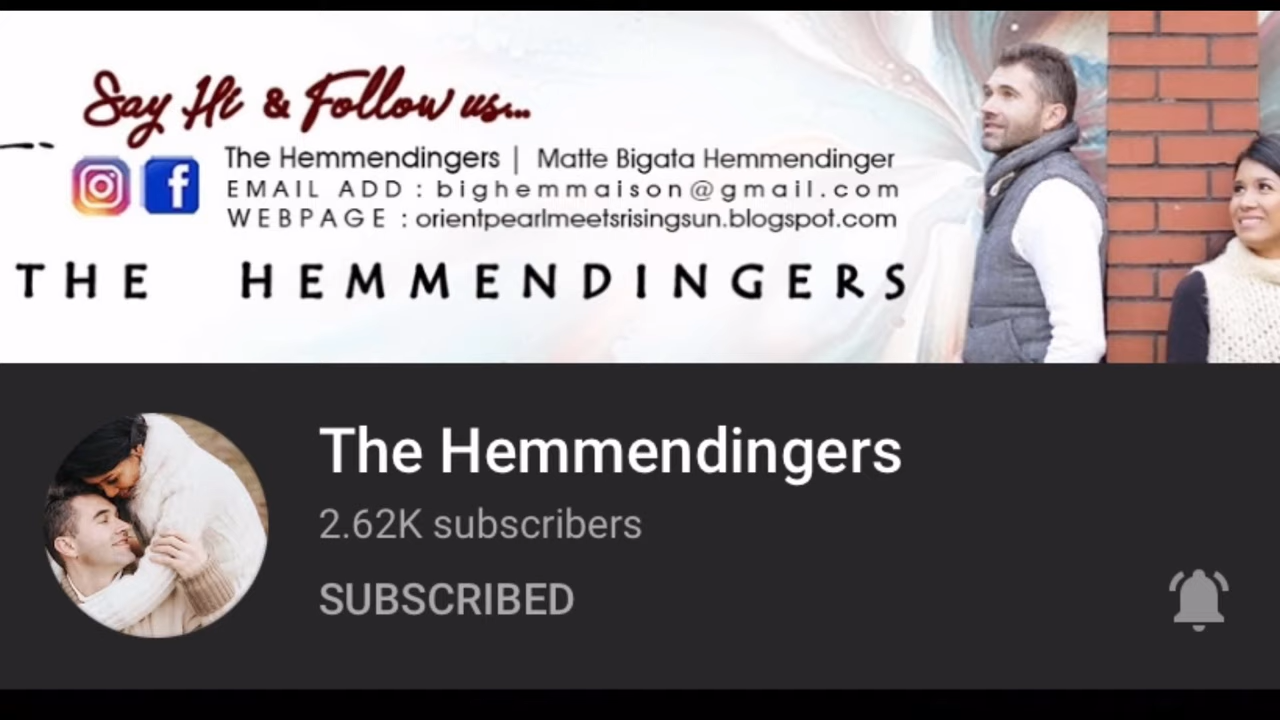 Say Hi & Follow us...
The Hemmendingers | Matte Bigata Hemmendinger
EMAIL ADD : bighemmaison@gmail.com
WEBPAGE : orientpearlmeetsrisingsun.blogspot.com
THE HEMMENDINGERS
The Hemmendingers
2.62K subscribers
SUBSCRIBED